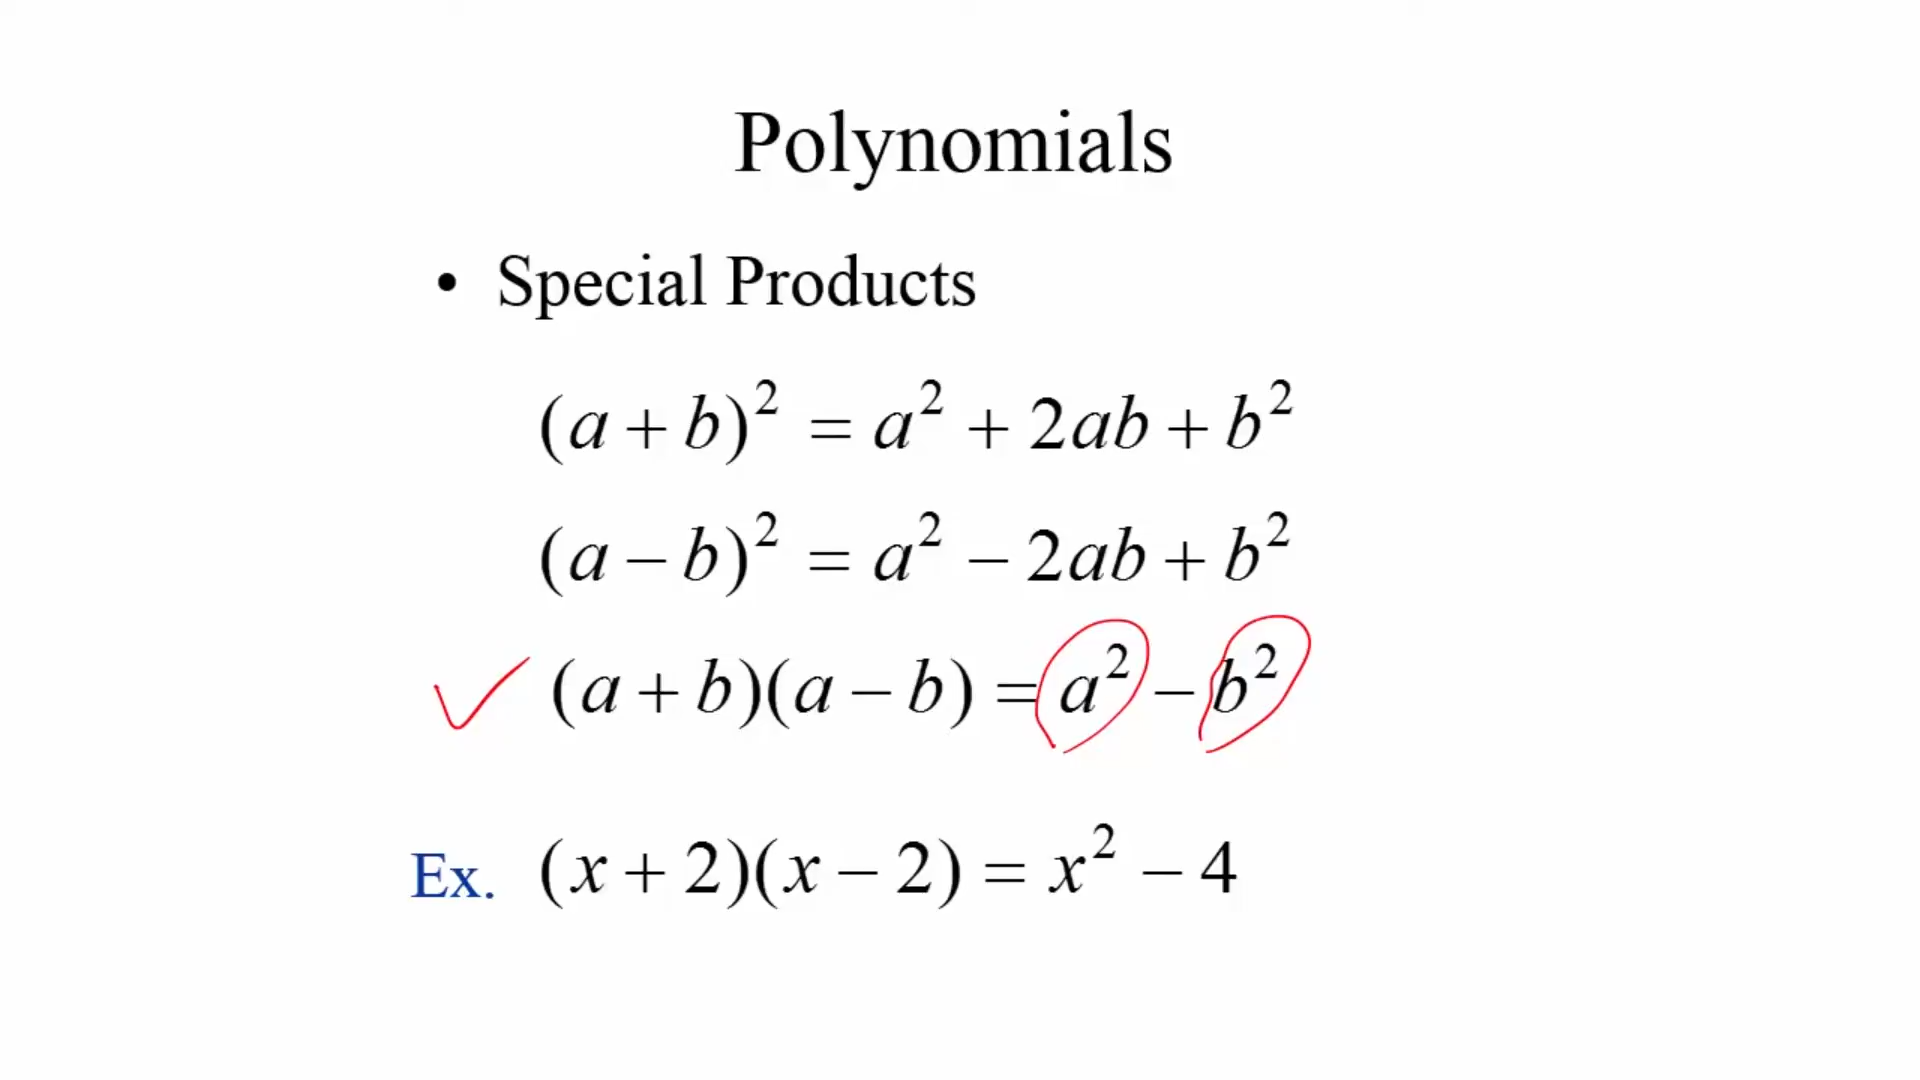 Polynomials
• Special Products
(a + b)² = a² + 2ab + b²
(a − b)² = a² − 2ab + b²
(a + b)(a − b) = a² − b²
Ex. (x + 2)(x − 2) = x² − 4